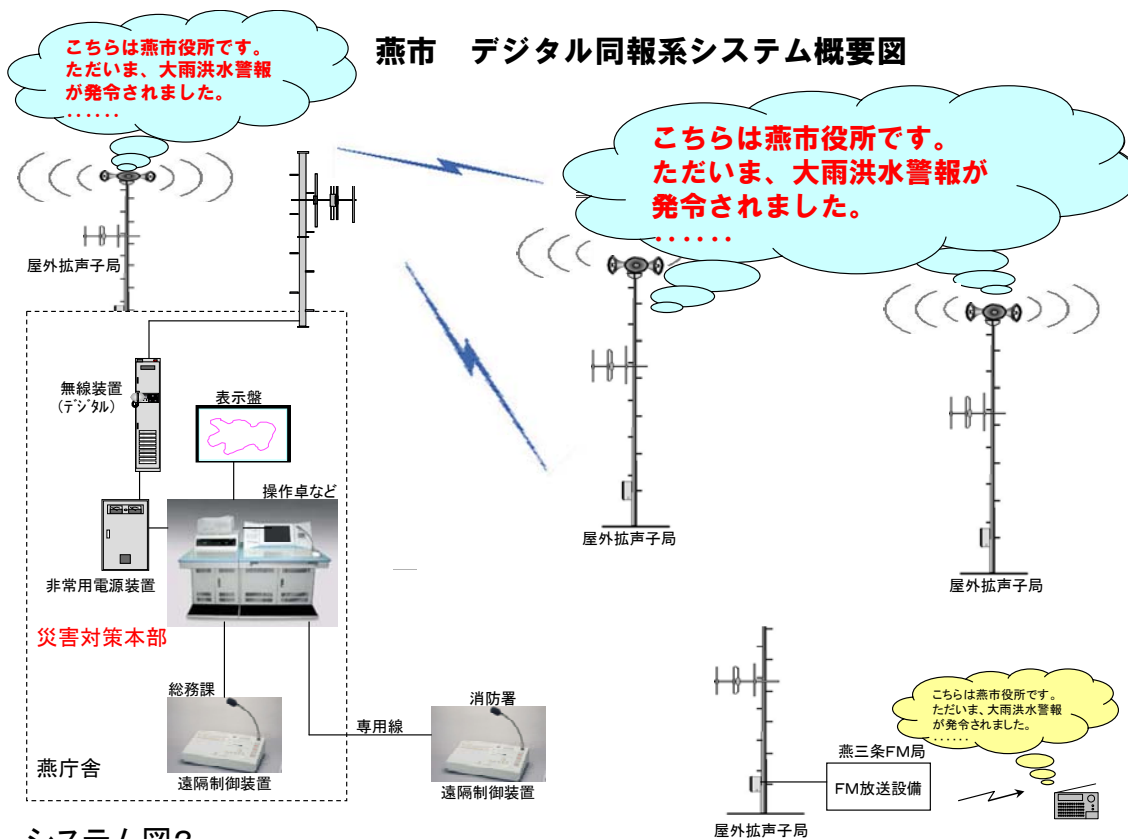 燕市　デジタル同報系システム概要図
こちらは燕市役所です。
ただいま、大雨洪水警報
が発令されました。
・・・・・・
こちらは燕市役所です。
ただいま、大雨洪水警報が
発令されました。
・・・・・・
屋外拡声子局
無線装置
(デジタル)
表示盤
操作卓など
非常用電源装置
災害対策本部
屋外拡声子局
屋外拡声子局
総務課
遠隔制御装置
燕庁舎
専用線
消防署
遠隔制御装置
こちらは燕市役所です。
ただいま、大雨洪水警報
が発令されました。
・・・・・・
燕三条FM局
FM放送設備
屋外拡声子局
システム図2